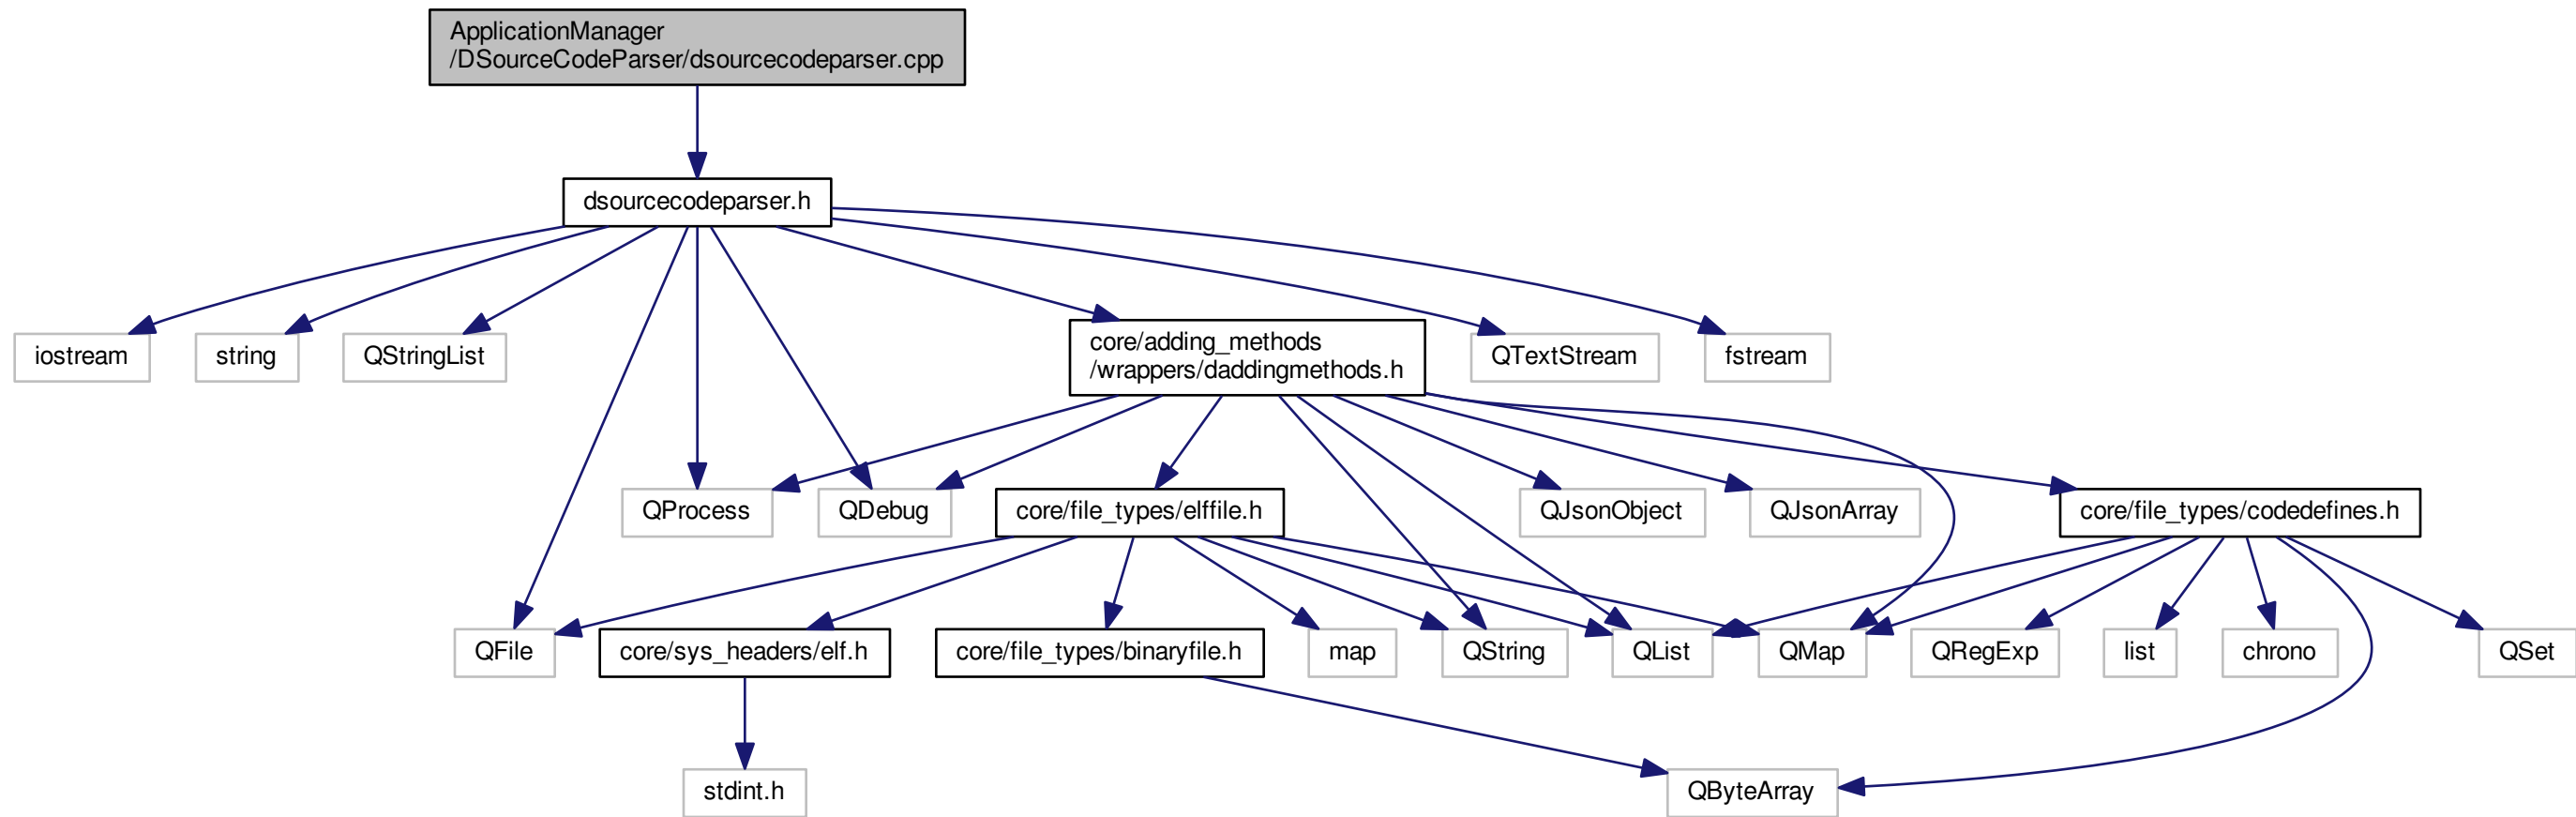 ApplicationManager
/DSourceCodeParser/dsourcecodeparser.cpp
dsourcecodeparser.h
iostream
string
QStringList
core/adding_methods
/wrappers/daddingmethods.h
QTextStream
fstream
QProcess
QDebug
core/file_types/elffile.h
QJsonObject
QJsonArray
core/file_types/codedefines.h
QFile
core/sys_headers/elf.h
core/file_types/binaryfile.h
map
QString
QList
QMap
QRegExp
list
chrono
QSet
stdint.h
QByteArray